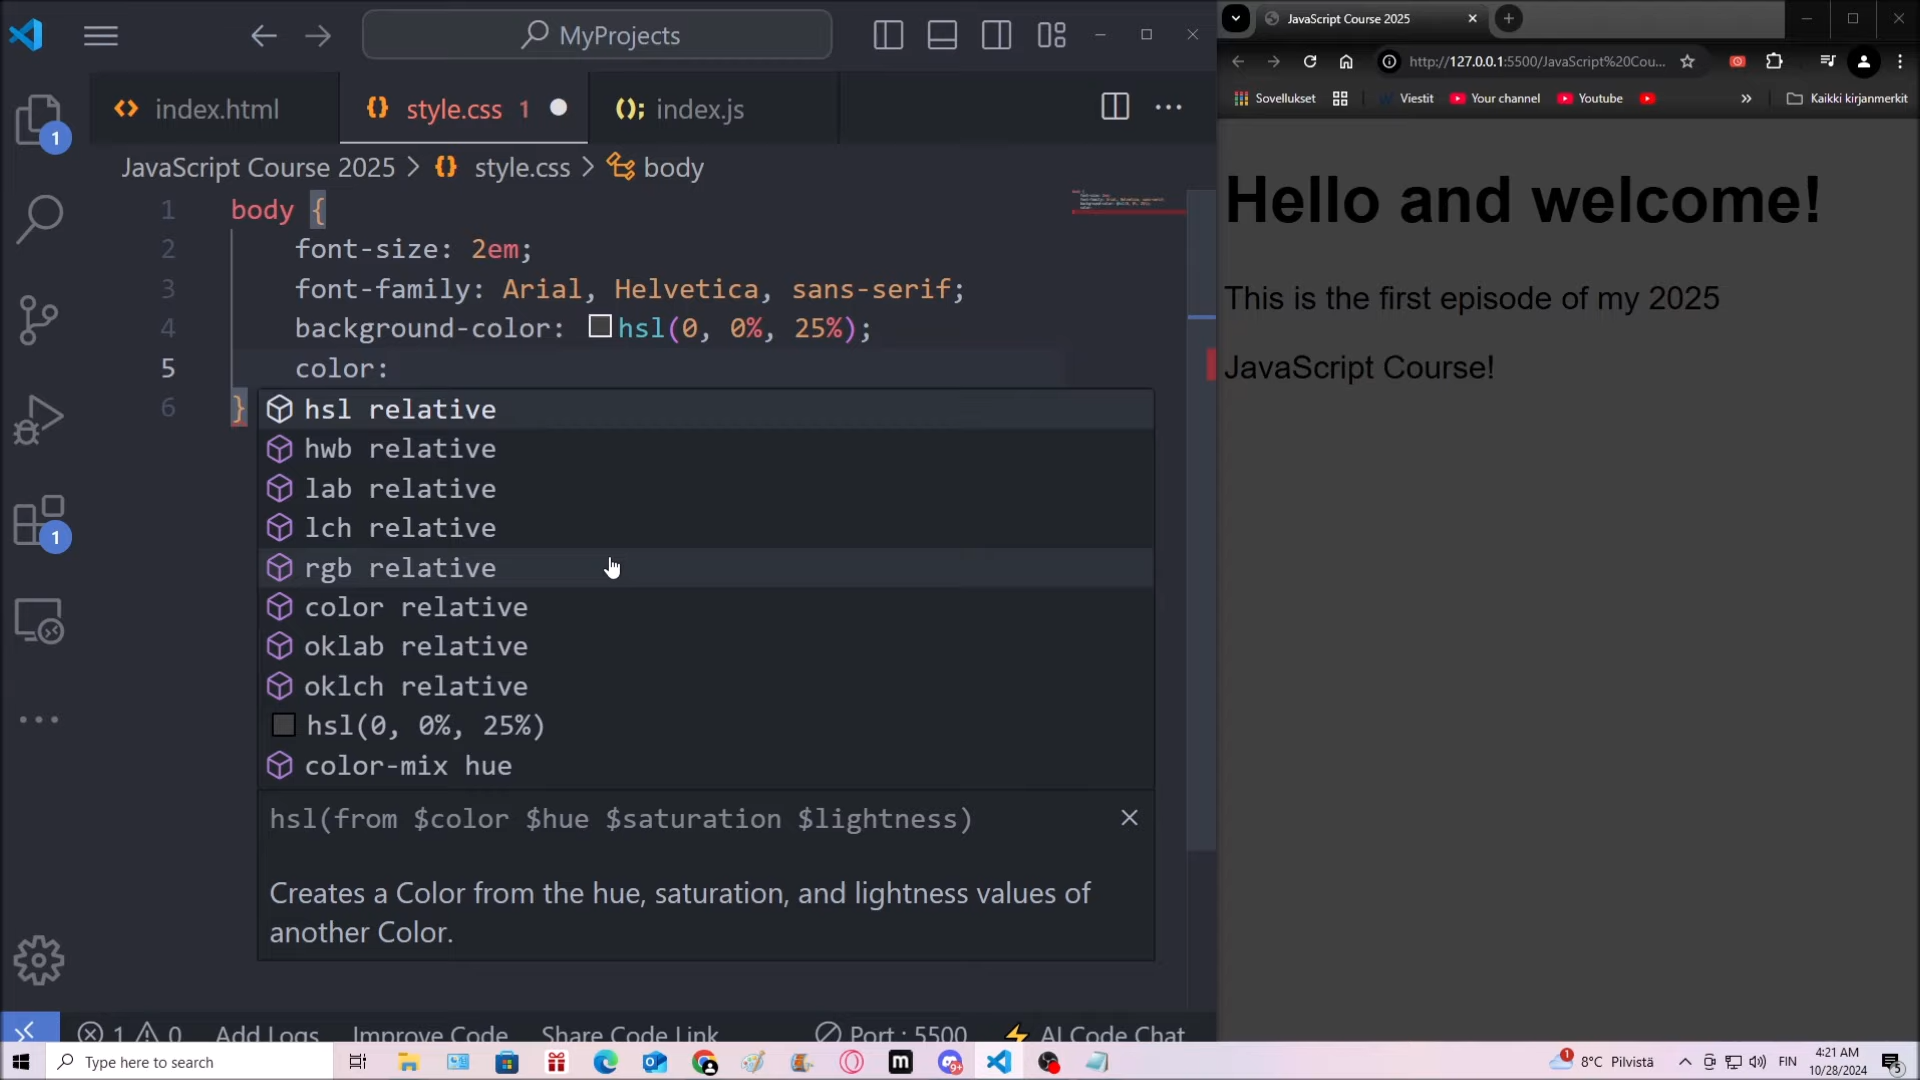 MyProjects
index.html
style.css 1
index.js
JavaScript Course 2025 > style.css > body
1 body {
2 font-size: 2em;
3 font-family: Arial, Helvetica, sans-serif;
4 background-color: hsl(0, 0%, 25%);
5 color:
6 }
hsl relative
hwb relative
lab relative
lch relative
rgb relative
color relative
oklab relative
oklch relative
hsl(0, 0%, 25%)
color-mix hue
hsl(from $color $hue $saturation $lightness)
Creates a Color from the hue, saturation, and lightness values of
another Color.
1
1
1 0 Add Logs Improve Code Share Code Link Port : 5500 AI Code Chat
JavaScript Course 2025
http://127.0.0.1:5500/JavaScript%20Cou...
Sovellukset Viestit Your channel Youtube Kaikki kirjanmerkit
Hello and welcome!
This is the first episode of my 2025
JavaScript Course!
Type here to search
9+
1 8°C Pilvistä FIN
4:21 AM
10/28/2024
5